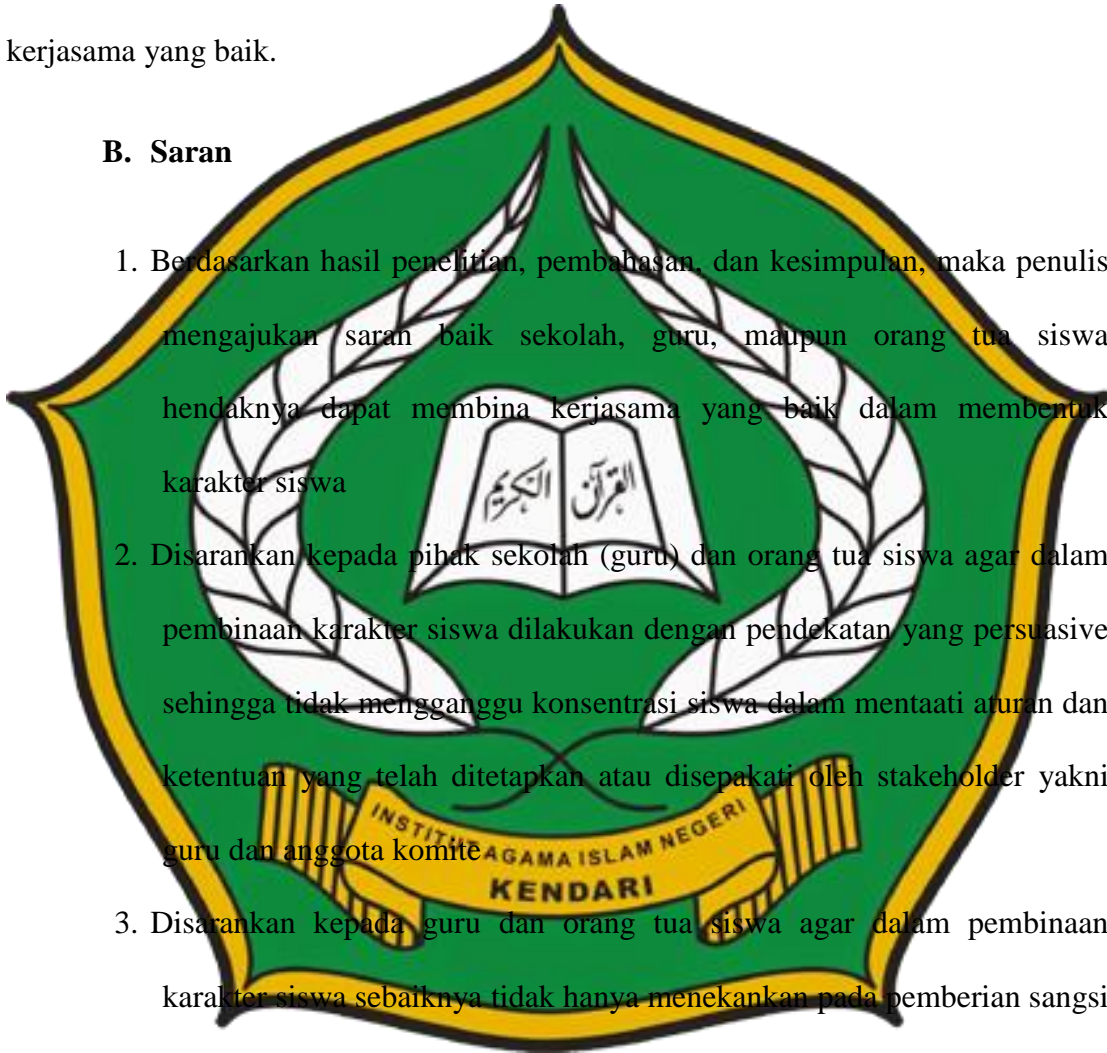 kerjasama yang baik.
B. Saran
1. Berdasarkan hasil penelitian, pembahasan, dan kesimpulan, maka penulis
mengajukan saran baik sekolah, guru, maupun orang tua siswa
hendaknya dapat membina kerjasama yang baik dalam membentuk
karakter siswa
القرآن الكريم
2. Disarankan kepada pihak sekolah (guru) dan orang tua siswa agar dalam
pembinaan karakter siswa dilakukan dengan pendekatan yang persuasive
sehingga tidak mengganggu konsentrasi siswa dalam mentaati aturan dan
ketentuan yang telah ditetapkan atau disepakati oleh stakeholder yakni
guru dan anggota komite
INSTITUT AGAMA ISLAM NEGERI
KENDARI
3. Disarankan kepada guru dan orang tua siswa agar dalam pembinaan
karakter siswa sebaiknya tidak hanya menekankan pada pemberian sangsi